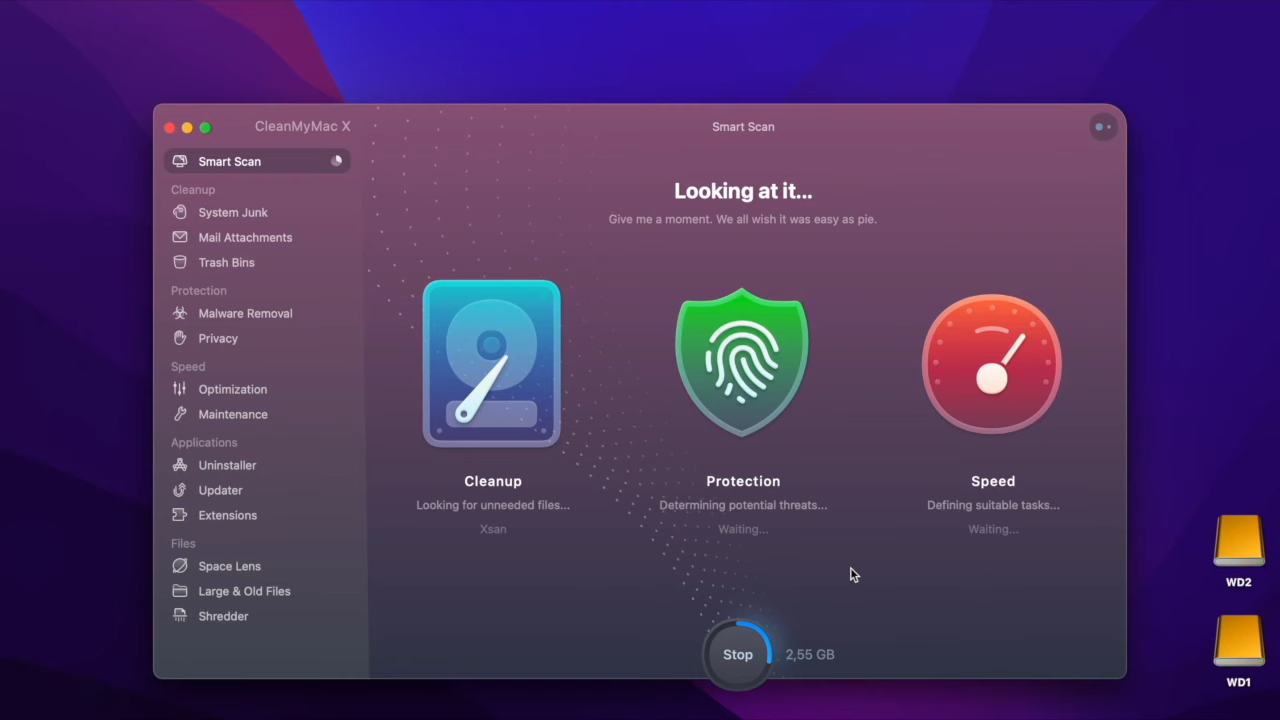 CleanMyMac X
Smart Scan
Smart Scan
Cleanup
System Junk
Mail Attachments
Trash Bins
Protection
Malware Removal
Privacy
Speed
Optimization
Maintenance
Applications
Uninstaller
Updater
Extensions
Files
Space Lens
Large & Old Files
Shredder
Looking at it...
Give me a moment. We all wish it was easy as pie.
Cleanup
Looking for unneeded files...
Xsan
Protection
Determining potential threats...
Waiting...
Speed
Defining suitable tasks...
Waiting...
Stop
2,55 GB
WD2
WD1